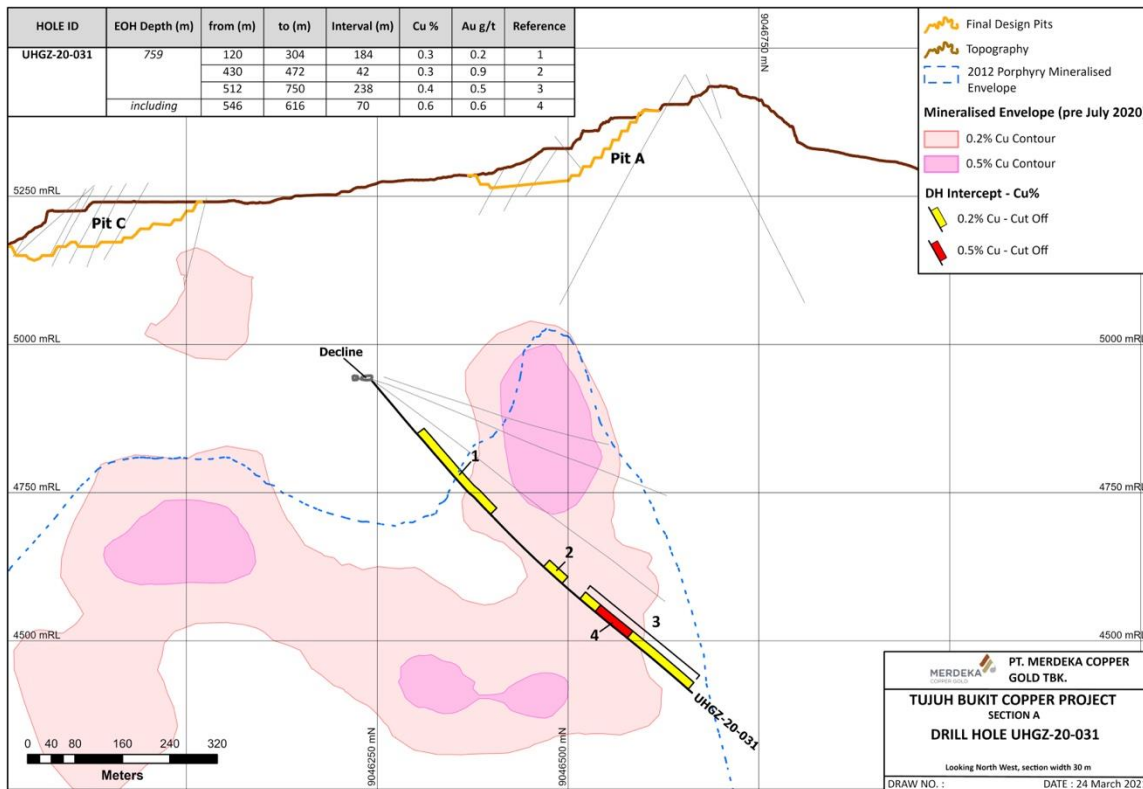 HOLE ID EOH Depth (m) from (m) to (m) Interval (m) Cu % Au g/t Reference
UHGZ-20-031 759 120 304 184 0.3 0.2 1
430 472 42 0.3 0.9 2
512 750 238 0.4 0.5 3
including 546 616 70 0.6 0.6 4
9046750 mN
Final Design Pits
Topography
2012 Porphyry Mineralised
Envelope
Mineralised Envelope (pre July 2020
0.2% Cu Contour
0.5% Cu Contour
DH Intercept - Cu%
0.2% Cu - Cut Off
0.5% Cu - Cut Off
Pit A
5250 mRL
Pit C
5000 mRL
5000 mRL
Decline
1
4750 mRL
4750 mRL
2
3
4
4500 mRL
4500 mRL
UHGZ-20-031
9046250 mN
9046500 mN
0 40 80 160 240 320
Meters
MERDEKA
COPPER GOLD
PT. MERDEKA COPPER
GOLD TBK.
TUJUH BUKIT COPPER PROJECT
SECTION A
DRILL HOLE UHGZ-20-031
Looking North West, section width 30 m
DRAW NO. :
DATE : 24 March 202